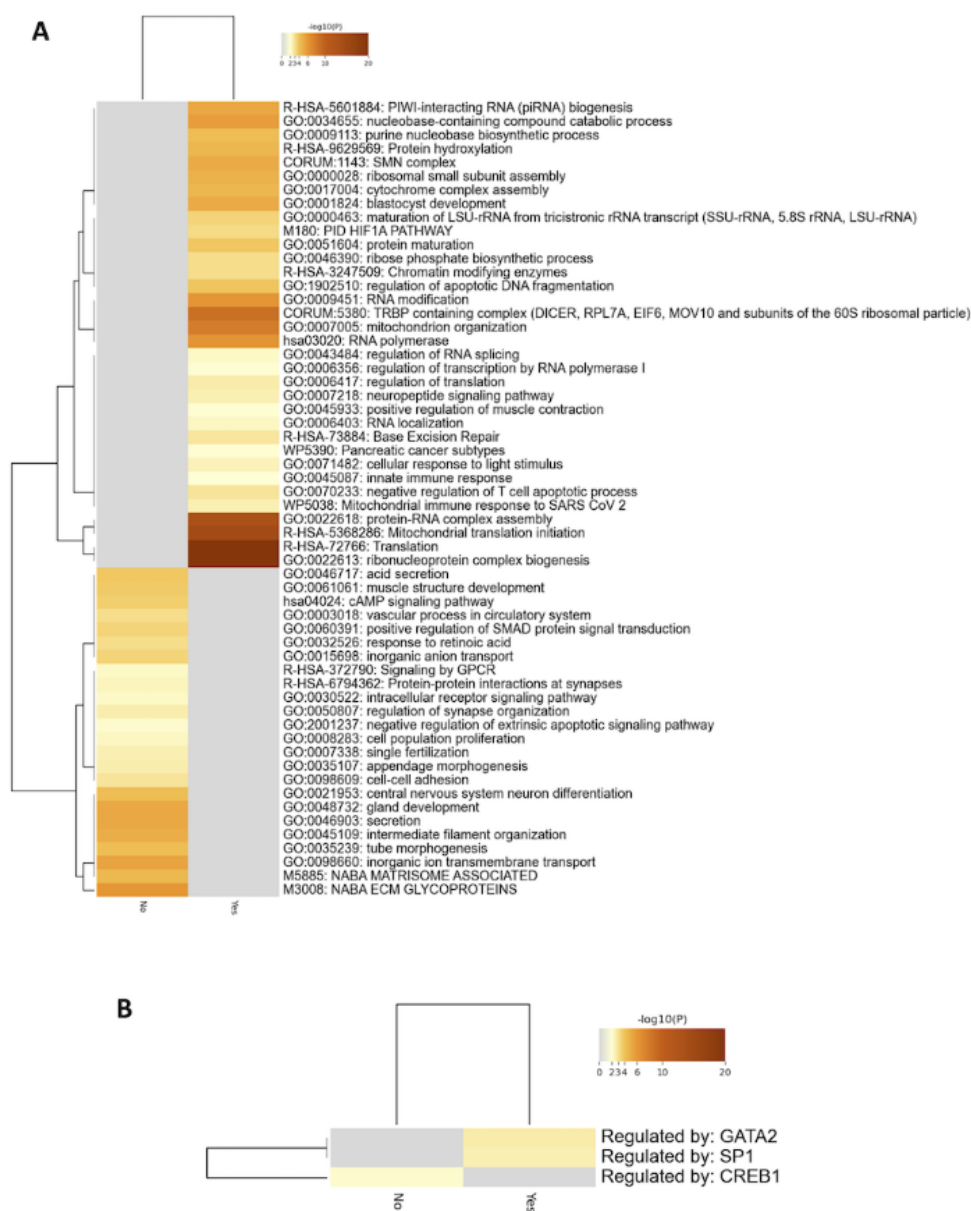 A
-log10(P)
0 2 3 4 6 10 20
R-HSA-5601884: PIWI-interacting RNA (piRNA) biogenesis
GO:0034655: nucleobase-containing compound catabolic process
GO:0009113: purine nucleobase biosynthetic process
R-HSA-9629569: Protein hydroxylation
CORUM:1143: SMN complex
GO:0000028: ribosomal small subunit assembly
GO:0017004: cytochrome complex assembly
GO:0001824: blastocyst development
GO:0000463: maturation of LSU-rRNA from tricistronic rRNA transcript (SSU-rRNA, 5.8S rRNA, LSU-rRNA)
M180: PID HIF1A PATHWAY
GO:0051604: protein maturation
GO:0046390: ribose phosphate biosynthetic process
R-HSA-3247509: Chromatin modifying enzymes
GO:1902510: regulation of apoptotic DNA fragmentation
GO:0009451: RNA modification
CORUM:5380: TRBP containing complex (DICER, RPL7A, EIF6, MOV10 and subunits of the 60S ribosomal particle)
GO:0007005: mitochondrion organization
hsa03020: RNA polymerase
GO:0043484: regulation of RNA splicing
GO:0006356: regulation of transcription by RNA polymerase I
GO:0006417: regulation of translation
GO:0007218: neuropeptide signaling pathway
GO:0045933: positive regulation of muscle contraction
GO:0006403: RNA localization
R-HSA-73884: Base Excision Repair
WP5390: Pancreatic cancer subtypes
GO:0071482: cellular response to light stimulus
GO:0045087: innate immune response
GO:0070233: negative regulation of T cell apoptotic process
WP5038: Mitochondrial immune response to SARS CoV 2
GO:0022618: protein-RNA complex assembly
R-HSA-5368286: Mitochondrial translation initiation
R-HSA-72766: Translation
GO:0022613: ribonucleoprotein complex biogenesis
GO:0046717: acid secretion
GO:0061061: muscle structure development
hsa04024: cAMP signaling pathway
GO:0003018: vascular process in circulatory system
GO:0060391: positive regulation of SMAD protein signal transduction
GO:0032526: response to retinoic acid
GO:0015698: inorganic anion transport
R-HSA-372790: Signaling by GPCR
R-HSA-6794362: Protein-protein interactions at synapses
GO:0030522: intracellular receptor signaling pathway
GO:0050807: regulation of synapse organization
GO:2001237: negative regulation of extrinsic apoptotic signaling pathway
GO:0008283: cell population proliferation
GO:0007338: single fertilization
GO:0035107: appendage morphogenesis
GO:0098609: cell-cell adhesion
GO:0021953: central nervous system neuron differentiation
GO:0048732: gland development
GO:0046903: secretion
GO:0045109: intermediate filament organization
GO:0035239: tube morphogenesis
GO:0098660: inorganic ion transmembrane transport
M5885: NABA MATRISOME ASSOCIATED
M3008: NABA ECM GLYCOPROTEINS
No Yes
B
-log10(P)
0 2 3 4 6 10 20
Regulated by: GATA2
Regulated by: SP1
Regulated by: CREB1
No Yes